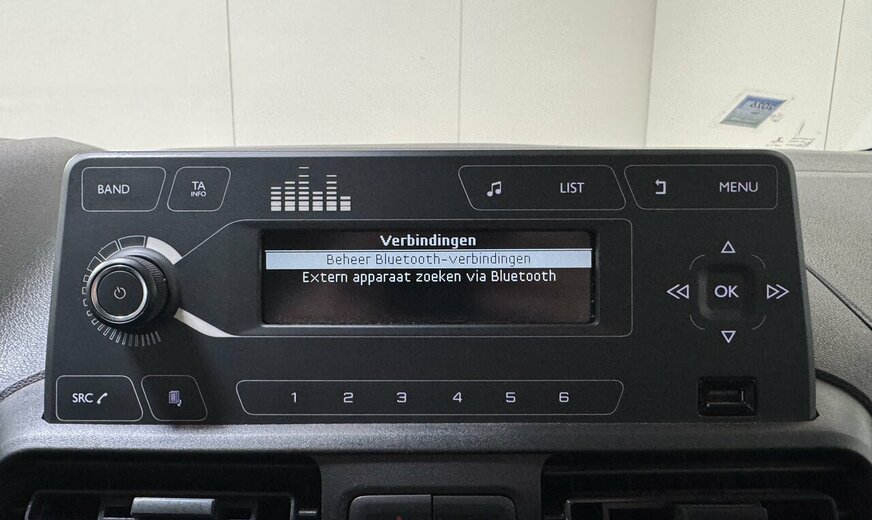 BAND
TA
INFO
LIST
MENU
Verbindingen
Beheer Bluetooth-verbindingen
Extern apparaat zoeken via Bluetooth
OK
SRC
1 2 3 4 5 6